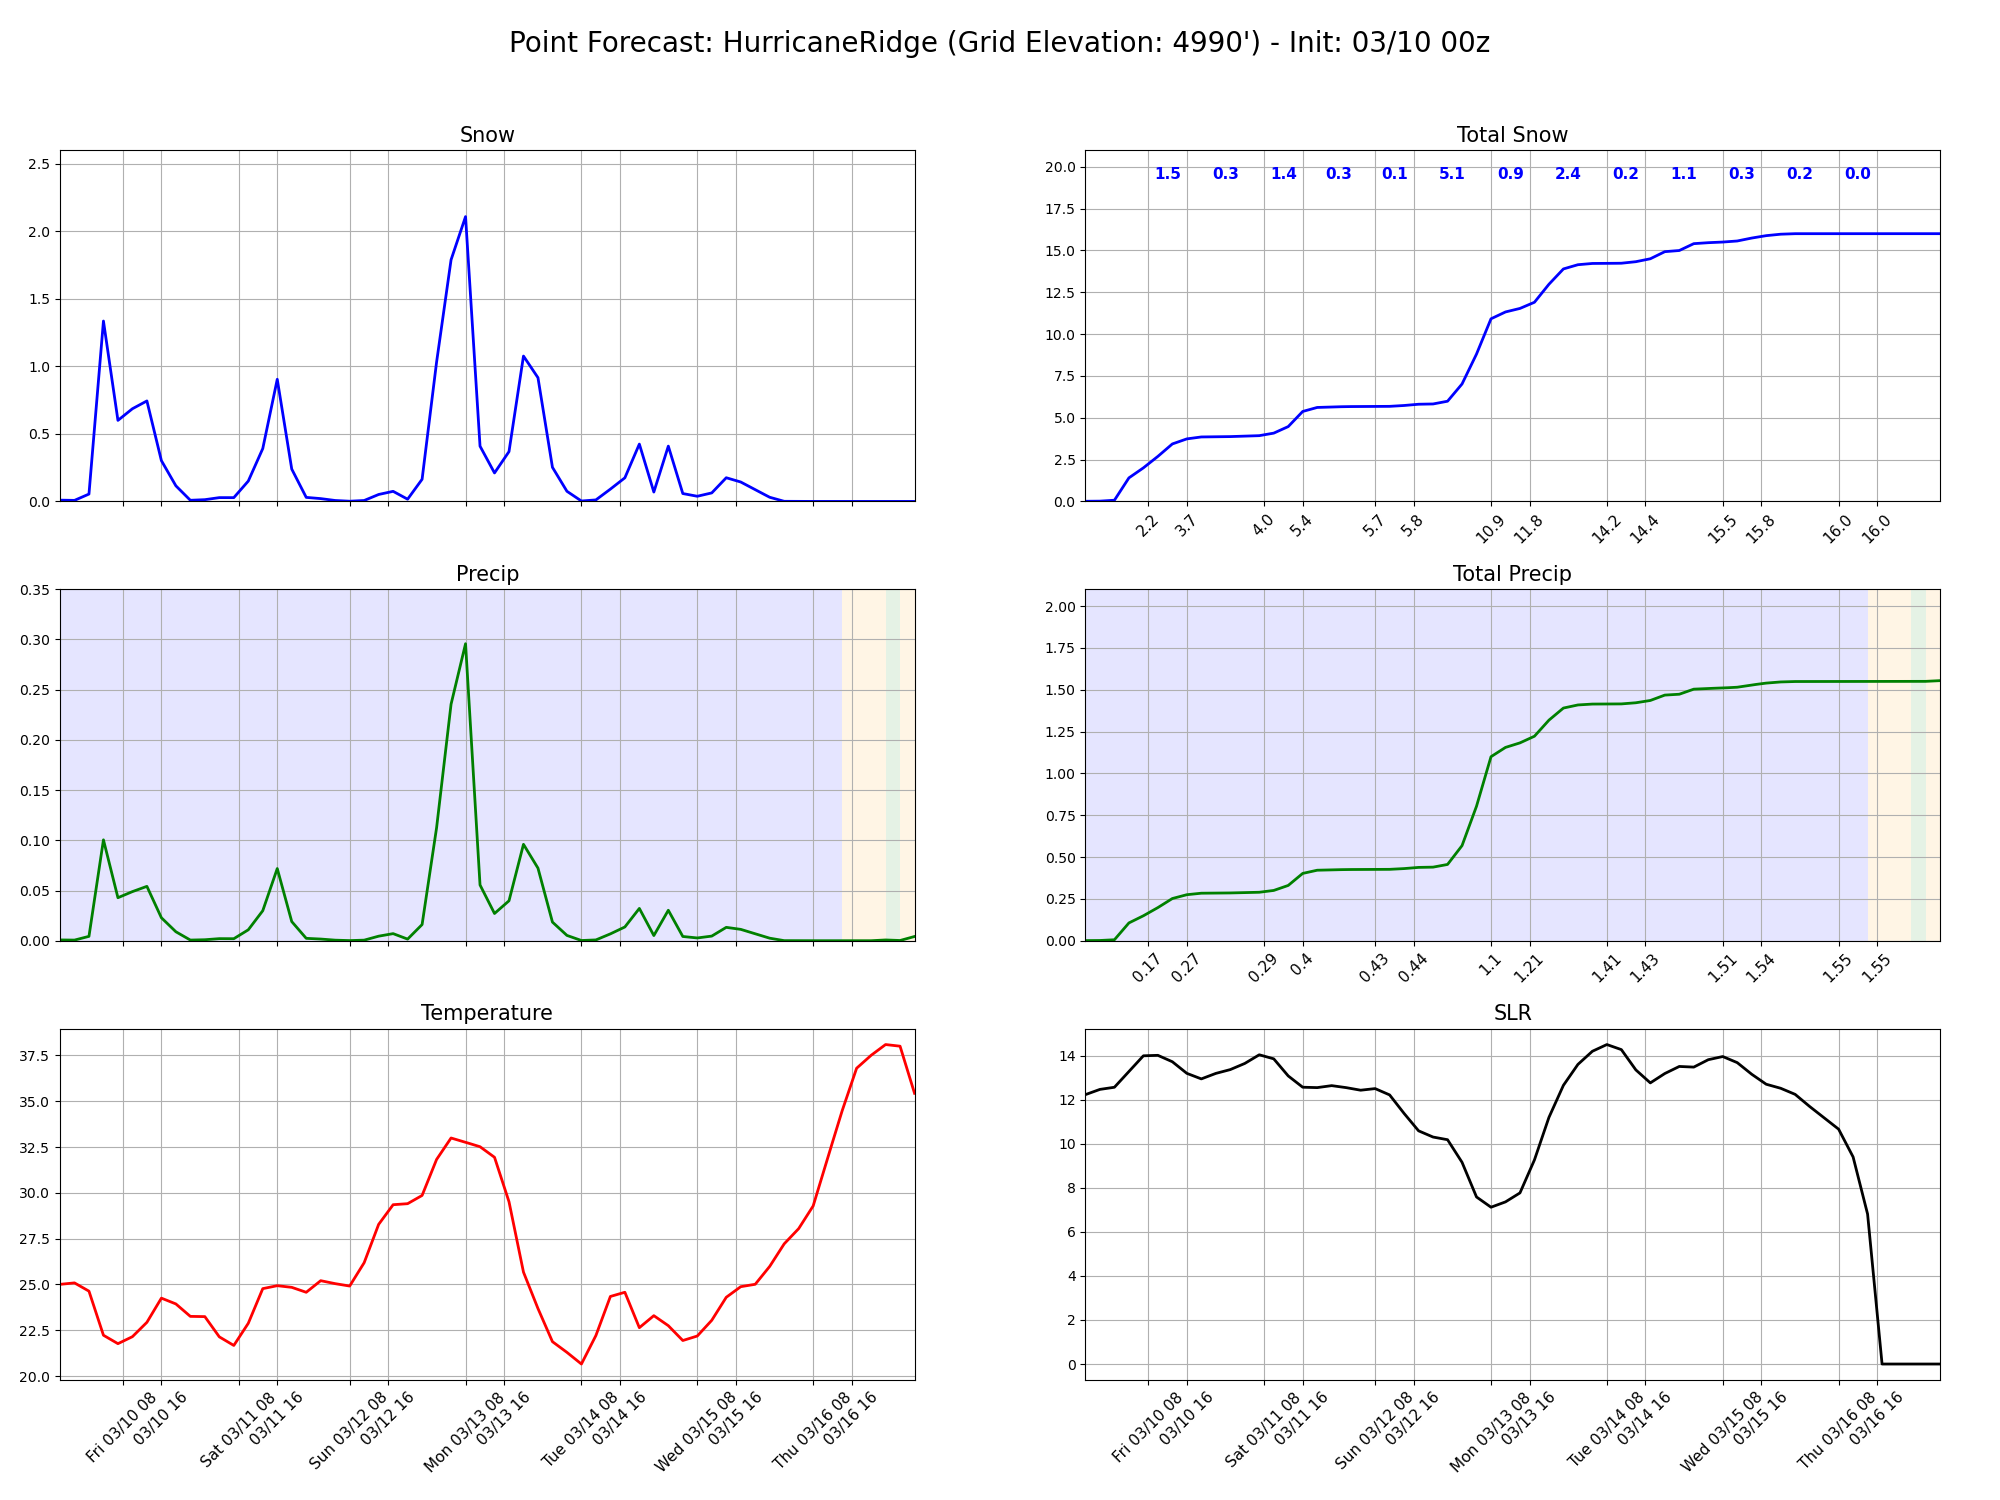 Point Forecast: HurricaneRidge (Grid Elevation: 4990') - Init: 03/10 00z
Snow
2.5
2.0
1.5
1.0
0.5
0.0
Total Snow
20.0
17.5
15.0
12.5
10.0
7.5
5.0
2.5
0.0
1.5 0.3 1.4 0.3 0.1 5.1 0.9 2.4 0.2 1.1 0.3 0.2 0.0
2.2 3.7 4.0 5.4 5.7 5.8 10.9 11.8 14.2 14.4 15.5 15.8 16.0 16.0
Precip
0.35
0.30
0.25
0.20
0.15
0.10
0.05
0.00
Total Precip
2.00
1.75
1.50
1.25
1.00
0.75
0.50
0.25
0.00
0.17 0.27 0.29 0.4 0.43 0.44 1.1 1.21 1.41 1.43 1.51 1.54 1.55 1.55
Temperature
37.5
35.0
32.5
30.0
27.5
25.0
22.5
20.0
Fri 03/10 08
03/10 16
Sat 03/11 08
03/11 16
Sun 03/12 08
03/12 16
Mon 03/13 08
03/13 16
Tue 03/14 08
03/14 16
Wed 03/15 08
03/15 16
Thu 03/16 08
03/16 16
SLR
14
12
10
8
6
4
2
0
Fri 03/10 08
03/10 16
Sat 03/11 08
03/11 16
Sun 03/12 08
03/12 16
Mon 03/13 08
03/13 16
Tue 03/14 08
03/14 16
Wed 03/15 08
03/15 16
Thu 03/16 08
03/16 16